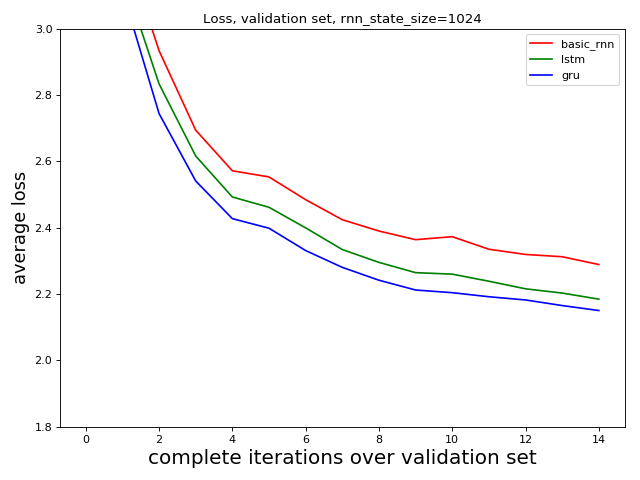 Loss, validation set, rnn_state_size=1024
basic_rnn
lstm
gru
average loss
3.0
2.8
2.6
2.4
2.2
2.0
1.8
0 2 4 6 8 10 12 14
complete iterations over validation set